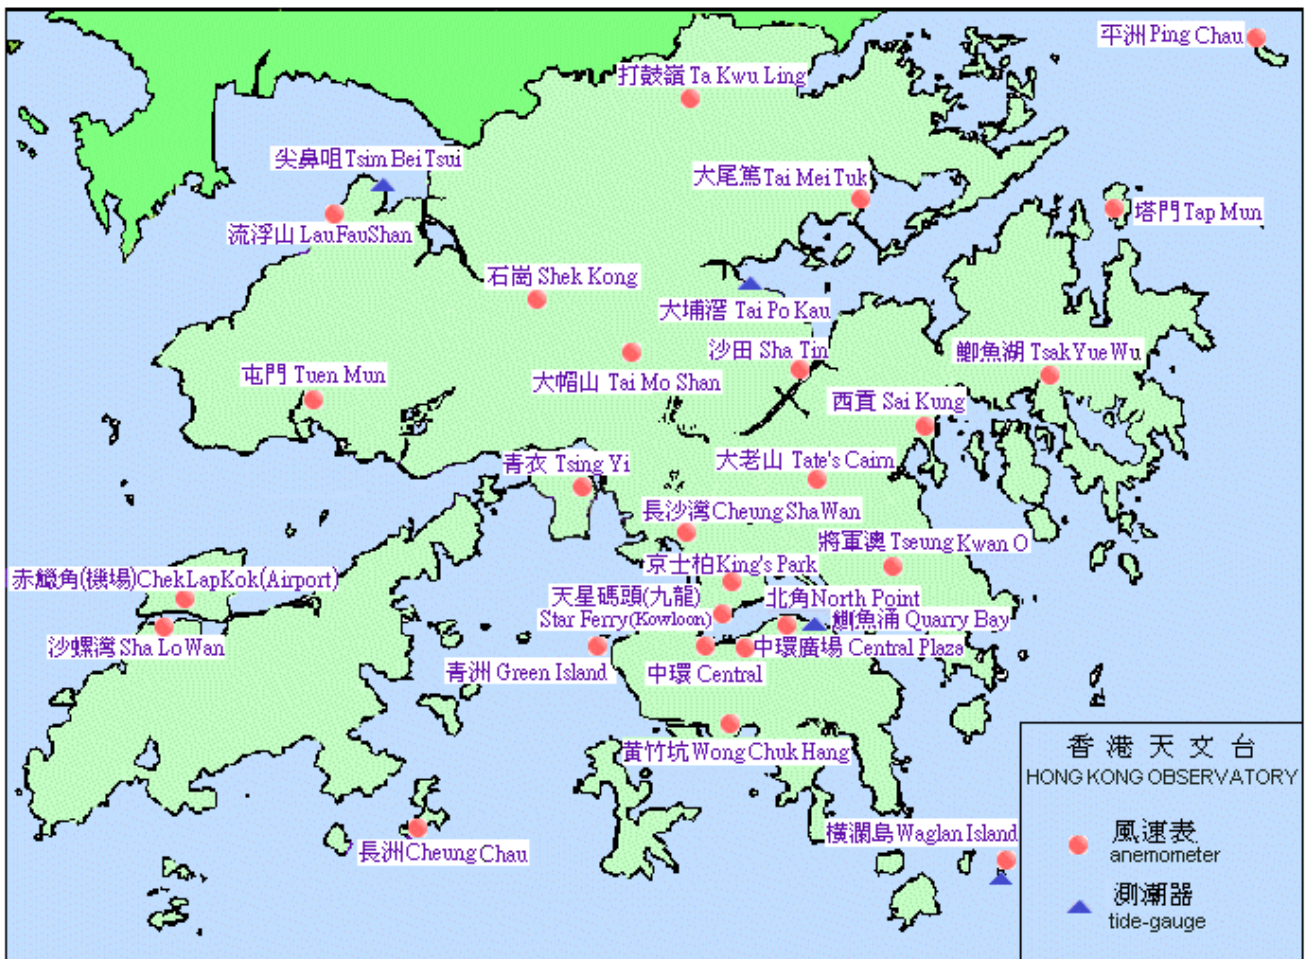 平洲 Ping Chau
打鼓嶺 Ta Kwu Ling
尖鼻咀 Tsim Bei Tsui
大尾篤 Tai Mei Tuk
塔門 Tap Mun
流浮山 Lau Fau Shan
石崗 Shek Kong
大埔滘 Tai Po Kau
沙田 Sha Tin
鰂魚湖 Tsak Yue Wu
屯門 Tuen Mun
大帽山 Tai Mo Shan
西貢 Sai Kung
青衣 Tsing Yi
大老山 Tate's Cairn
長沙灣 Cheung Sha Wan
將軍澳 Tseung Kwan O
京士柏 King's Park
赤鱲角(機場) Chek Lap Kok (Airport)
天星碼頭(九龍)
Star Ferry (Kowloon)
北角 North Point
鰂魚涌 Quarry Bay
沙螺灣 Sha Lo Wan
中環廣場 Central Plaza
青洲 Green Island
中環 Central
黃竹坑 Wong Chuk Hang
橫瀾島 Waglan Island
長洲 Cheung Chau
香港天文台
HONG KONG OBSERVATORY
風速表
anemometer
測潮器
tide-gauge